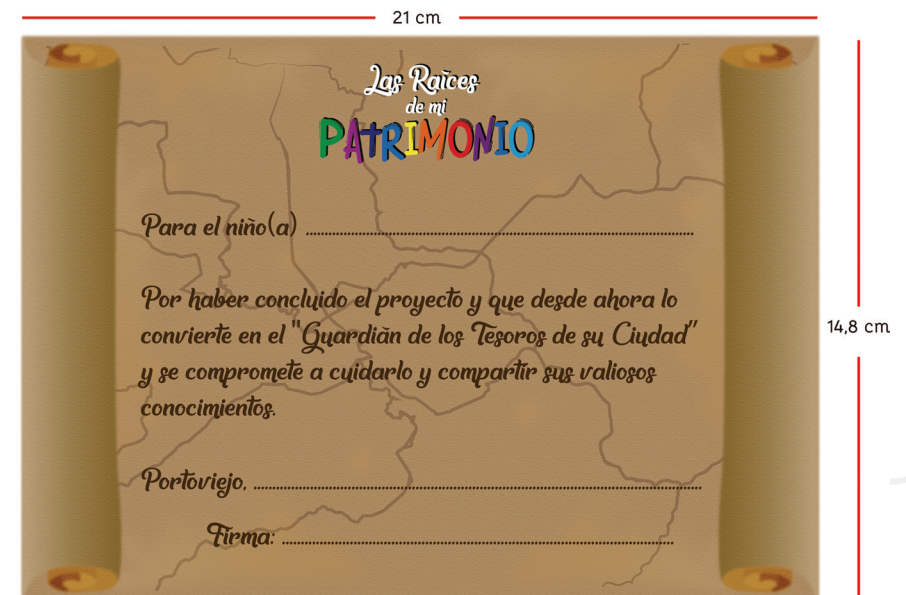 21 cm
Las Raíces
de mi
PATRIMONIO
Para el niño(a) ........................................................
Por haber concluido el proyecto y que desde ahora lo
convierte en el "Guardián de los Tesoros de su Ciudad"
y se compromete a cuidarlo y compartir sus valiosos
conocimientos.
14,8 cm
Portoviejo, ........................................................
Firma: ........................................................